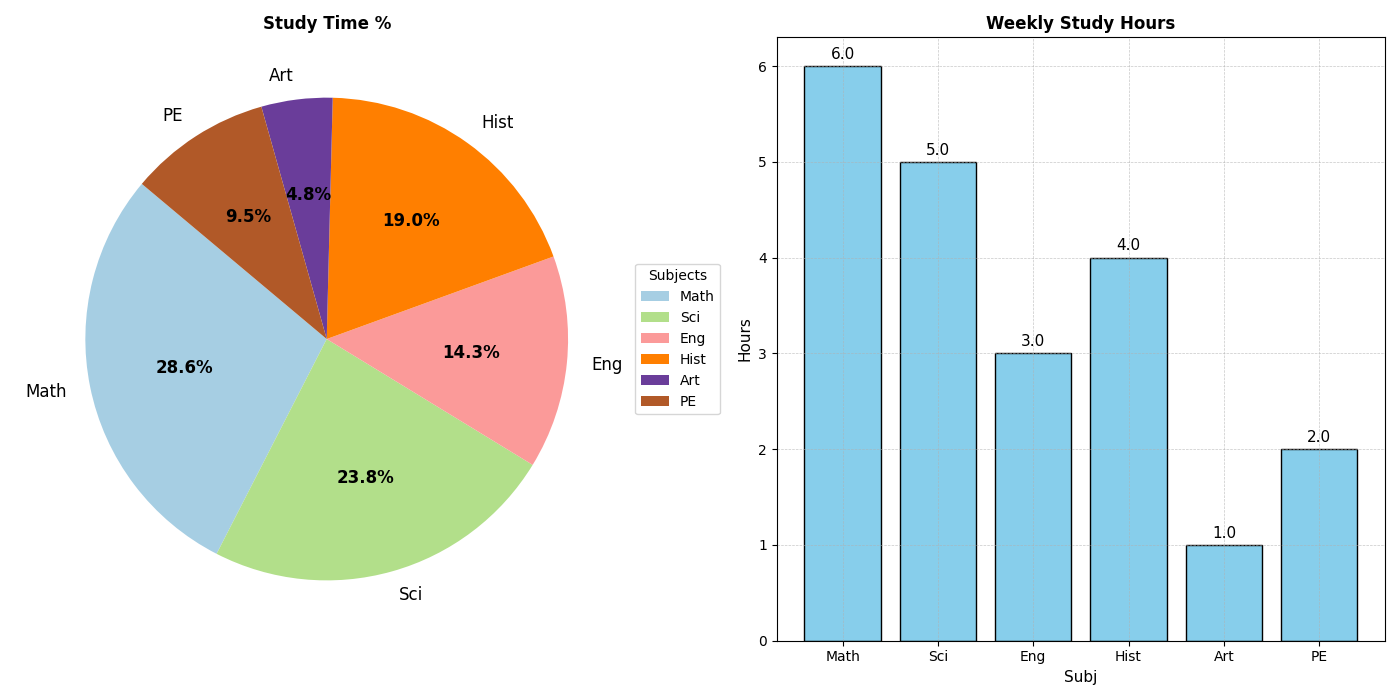 Study Time %
Art
PE
Hist
4.8%
9.5%
19.0%
Math
28.6%
14.3%
Eng
23.8%
Sci
Subjects
Math
Sci
Eng
Hist
Art
PE
Weekly Study Hours
6.0
5.0
3.0
4.0
1.0
2.0
Hours
6
5
4
3
2
1
0
Math Sci Eng Hist Art PE
Subj